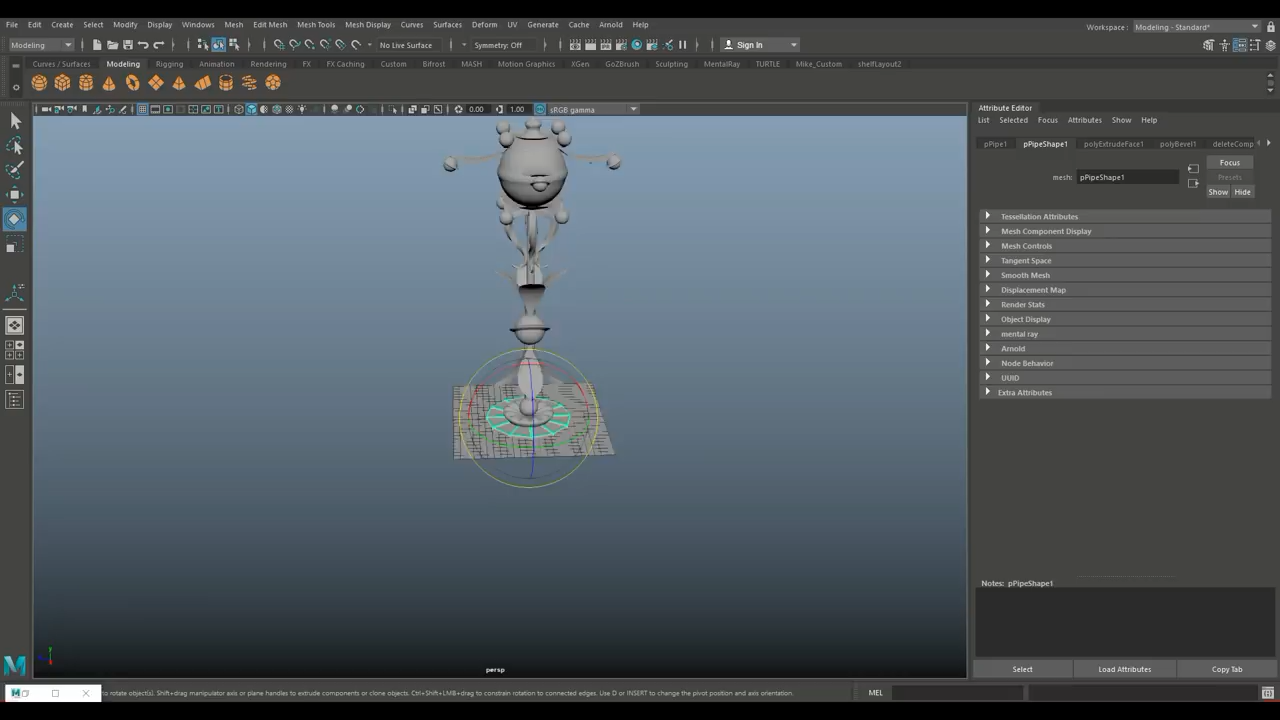 File Edit Create Select Modify Display Windows Mesh Edit Mesh Mesh Tools Mesh Display Curves Surfaces Deform UV Generate Cache Arnold Help
Workspace : Modeling - Standard*
Modeling No Live Surface Symmetry: Off Sign In
Curves / Surfaces Modeling Rigging Animation Rendering FX FX Caching Custom Bifrost MASH Motion Graphics XGen GoZBrush Sculpting MentalRay TURTLE Mike_Custom shelfLayout2
0.00 1.00 sRGB gamma
Attribute Editor
List Selected Focus Attributes Show Help
pPipe1 pPipeShape1 polyExtrudeFace1 polyBevel1 deleteComp
Focus
mesh: pPipeShape1 Presets
Show Hide
Tessellation Attributes
Mesh Component Display
Mesh Controls
Tangent Space
Smooth Mesh
Displacement Map
Render Stats
Object Display
mental ray
Arnold
Node Behavior
UUID
Extra Attributes
Notes: pPipeShape1
persp
Select Load Attributes Copy Tab
to rotate object(s). Shift+drag manipulator axis or plane handles to extrude components or clone objects. Ctrl+Shift+LMB+drag to constrain rotation to connected edges. Use D or INSERT to change the pivot position and axis orientation.
MEL